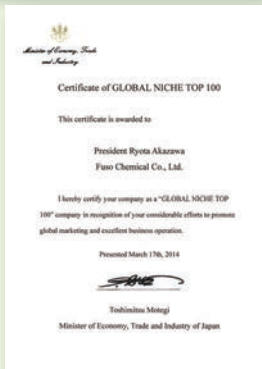 Minister of Economy, Trade
and Industry
Certificate of GLOBAL NICHE TOP 100
This certificate is awarded to
President Ryota Akazawa
Fuso Chemical Co., Ltd.
I hereby certify your company as a "GLOBAL NICHE TOP
100" company in recognition of your considerable efforts to promote
global marketing and excellent business operation.
Presented March 17th, 2014
Toshimitsu Motegi
Minister of Economy, Trade and Industry of Japan